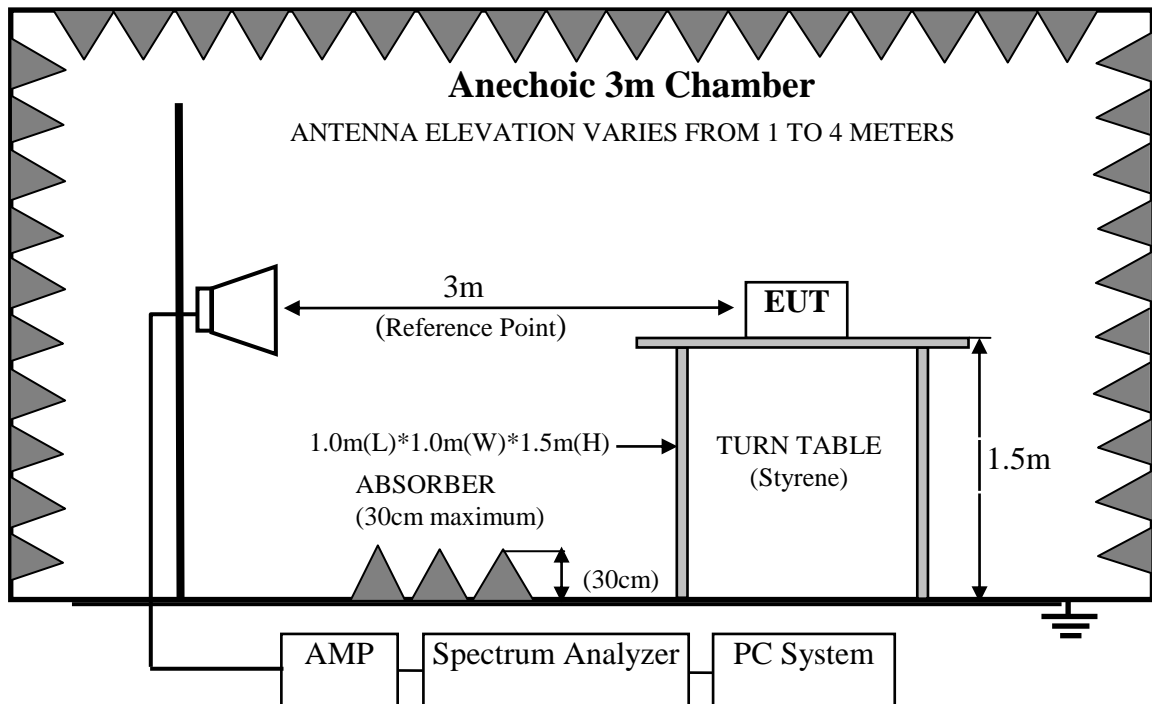 Anechoic 3m Chamber
ANTENNA ELEVATION VARIES FROM 1 TO 4 METERS
3m
(Reference Point)
EUT
1.0m(L)*1.0m(W)*1.5m(H)
TURN TABLE
(Styrene)
1.5m
ABSORBER
(30cm maximum)
(30cm)
AMP
Spectrum Analyzer
PC System